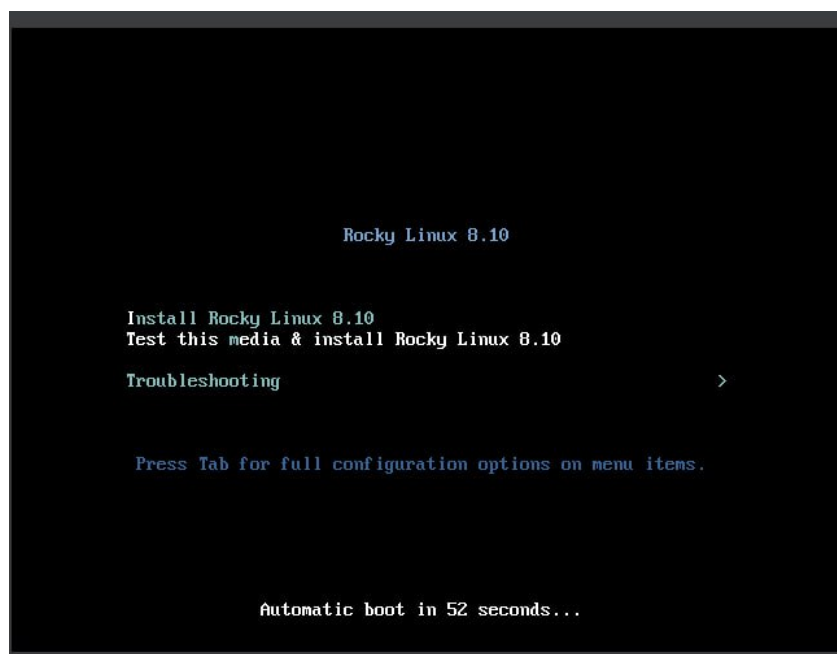 Rocky Linux 8.10
Install Rocky Linux 8.10
Test this media & install Rocky Linux 8.10
Troubleshooting >
Press Tab for full configuration options on menu items.
Automatic boot in 52 seconds...